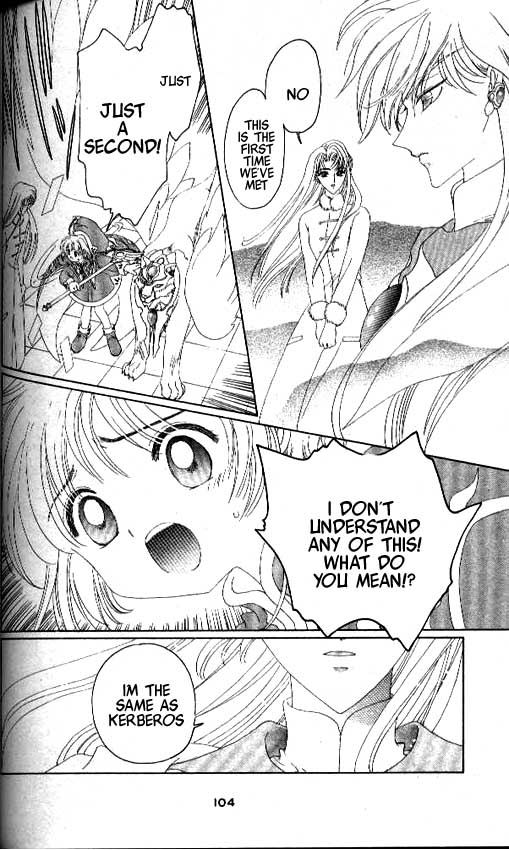 NO
THIS
IS THE
FIRST
TIME
WE'VE
MET
JUST
JUST
A
SECOND!
I DON'T
UNDERSTAND
ANY OF THIS!
WHAT DO
YOU MEAN!?
IM THE
SAME AS
KERBEROS
104